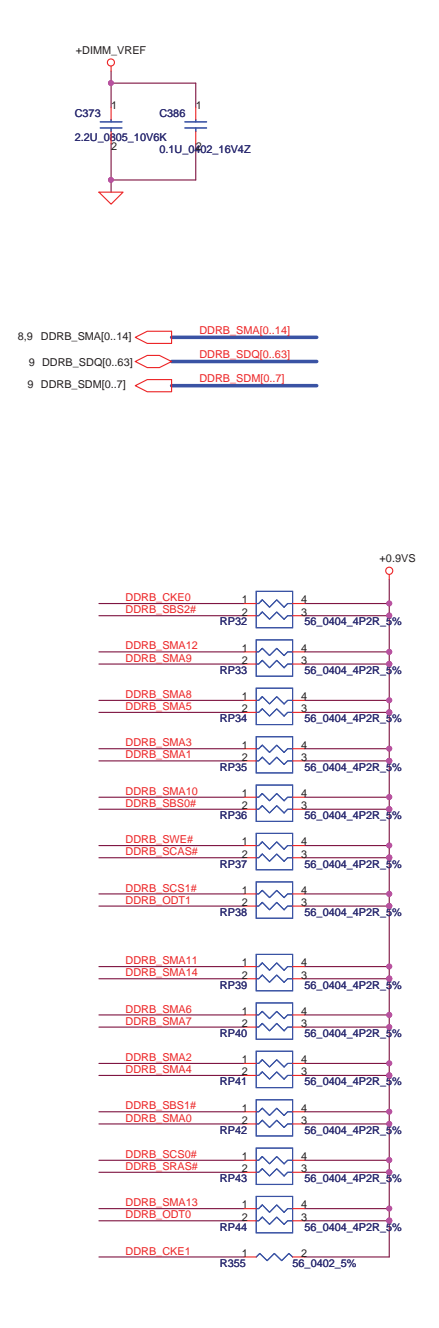 +DIMM_VREF
1 1
C373 C386
2.2U_0805_10V6K
2 2
0.1U_0402_16V4Z
8,9 DDRB_SMA[0..14] DDRB_SMA[0..14]
9 DDRB_SDQ[0..63] DDRB_SDQ[0..63]
9 DDRB_SDM[0..7] DDRB_SDM[0..7]
+0.9VS
DDRB_CKE0 1 4
DDRB_SBS2# 2 3
RP32 56_0404_4P2R_5%
DDRB_SMA12 1 4
DDRB_SMA9 2 3
RP33 56_0404_4P2R_5%
DDRB_SMA8 1 4
DDRB_SMA5 2 3
RP34 56_0404_4P2R_5%
DDRB_SMA3 1 4
DDRB_SMA1 2 3
RP35 56_0404_4P2R_5%
DDRB_SMA10 1 4
DDRB_SBS0# 2 3
RP36 56_0404_4P2R_5%
DDRB_SWE# 1 4
DDRB_SCAS# 2 3
RP37 56_0404_4P2R_5%
DDRB_SCS1# 1 4
DDRB_ODT1 2 3
RP38 56_0404_4P2R_5%
DDRB_SMA11 1 4
DDRB_SMA14 2 3
RP39 56_0404_4P2R_5%
DDRB_SMA6 1 4
DDRB_SMA7 2 3
RP40 56_0404_4P2R_5%
DDRB_SMA2 1 4
DDRB_SMA4 2 3
RP41 56_0404_4P2R_5%
DDRB_SBS1# 1 4
DDRB_SMA0 2 3
RP42 56_0404_4P2R_5%
DDRB_SCS0# 1 4
DDRB_SRAS# 2 3
RP43 56_0404_4P2R_5%
DDRB_SMA13 1 4
DDRB_ODT0 2 3
RP44 56_0404_4P2R_5%
DDRB_CKE1 1 2
R355 56_0402_5%